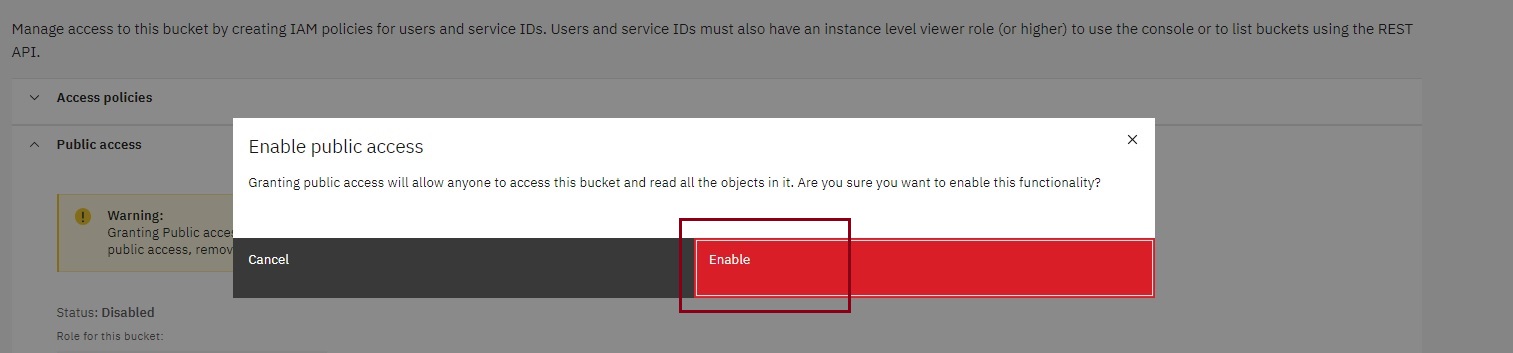 Manage access to this bucket by creating IAM policies for users and service IDs. Users and service IDs must also have an instance level viewer role (or higher) to use the console or to list buckets using the REST
API.
Access policies
Public access
Enable public access
Granting public access will allow anyone to access this bucket and read all the objects in it. Are you sure you want to enable this functionality?
Warning:
Granting Public acce
public access, remov
Cancel
Enable
Status: Disabled
Role for this bucket: